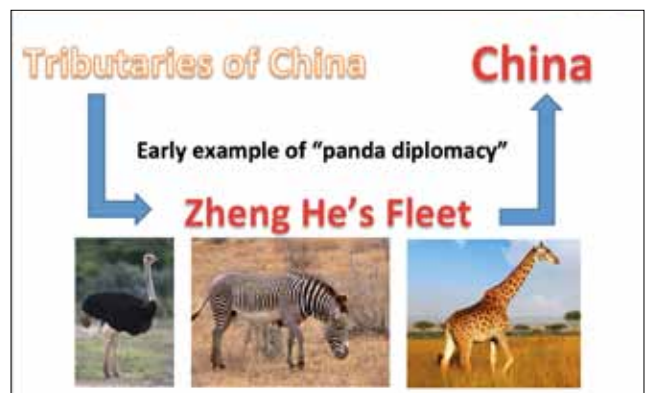 Tributaries of China
China
Early example of “panda diplomacy”
Zheng He’s Fleet